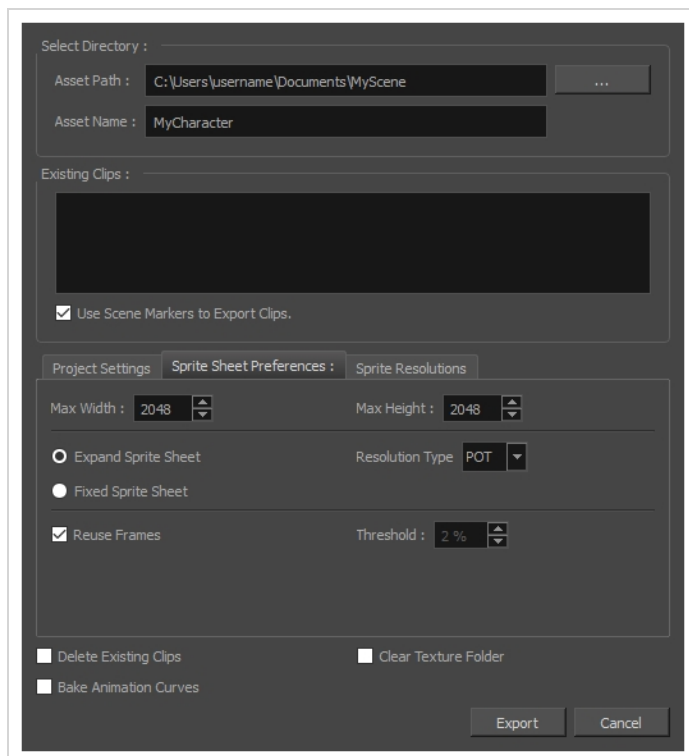 Select Directory :
Asset Path : C:\Users\username\Documents\MyScene ...
Asset Name : MyCharacter
Existing Clips :
Use Scene Markers to Export Clips.
Project Settings Sprite Sheet Preferences : Sprite Resolutions
Max Width : 2048 Max Height : 2048
Expand Sprite Sheet Resolution Type POT
Fixed Sprite Sheet
Reuse Frames Threshold : 2 %
Delete Existing Clips Clear Texture Folder
Bake Animation Curves
Export Cancel